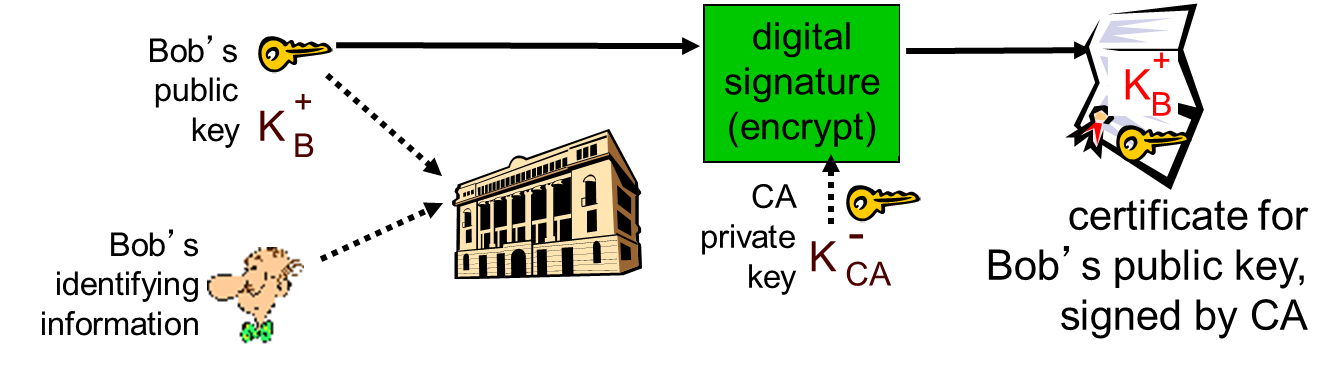 Bob’s
public
key
K B +
digital
signature
(encrypt)
K B +
CA
private
key
K CA -
certificate for
Bob’s public key,
signed by CA
Bob’s
identifying
information